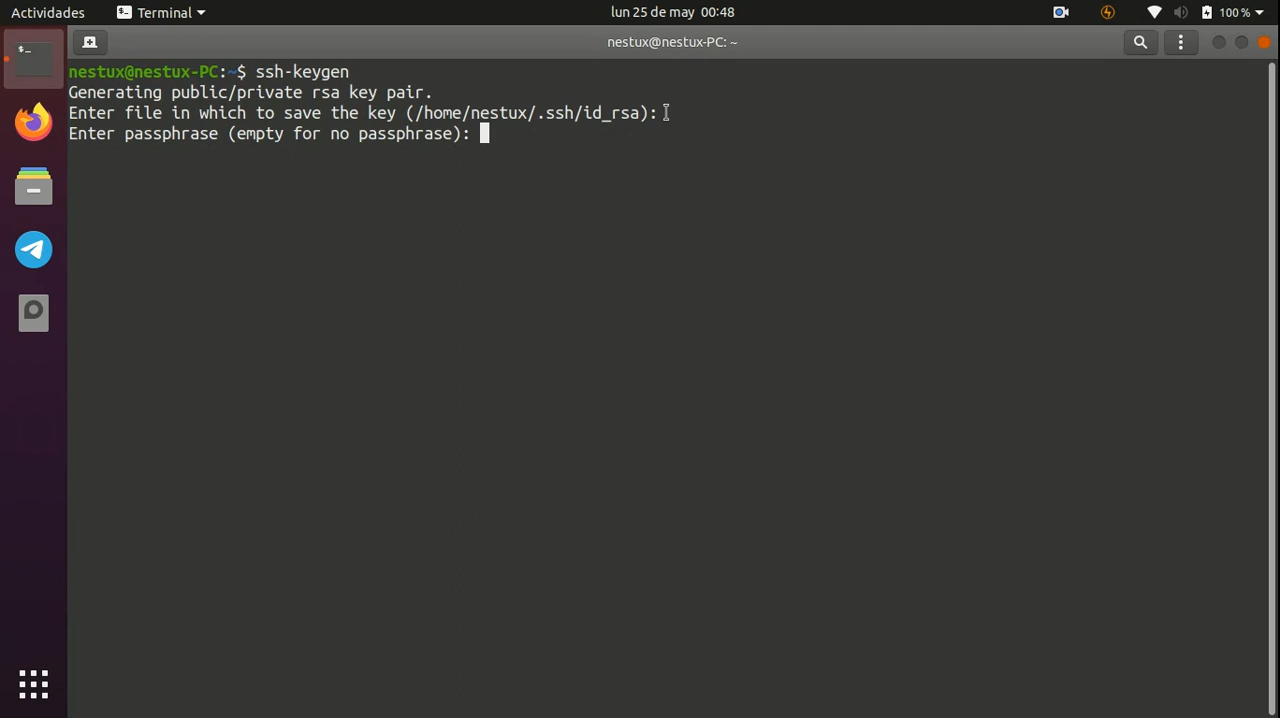 Actividades Terminal lun 25 de may 00:48 100 %
nestux@nestux-PC: ~
nestux@nestux-PC:~$ ssh-keygen
Generating public/private rsa key pair.
Enter file in which to save the key (/home/nestux/.ssh/id_rsa):
Enter passphrase (empty for no passphrase):